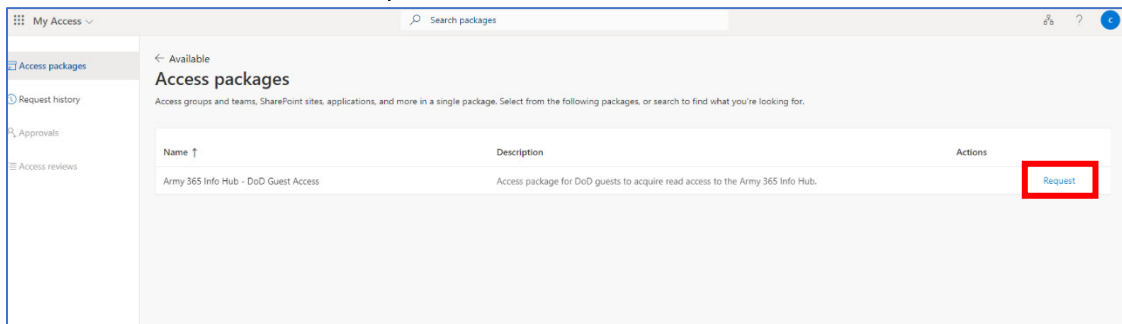 My Access
Search packages
?
c
Access packages
Request history
Approvals
Access reviews
← Available
Access packages
Access groups and teams, SharePoint sites, applications, and more in a single package. Select from the following packages, or search to find what you're looking for.
Name ↑ Description Actions
Army 365 Info Hub - DoD Guest Access Access package for DoD guests to acquire read access to the Army 365 Info Hub. Request